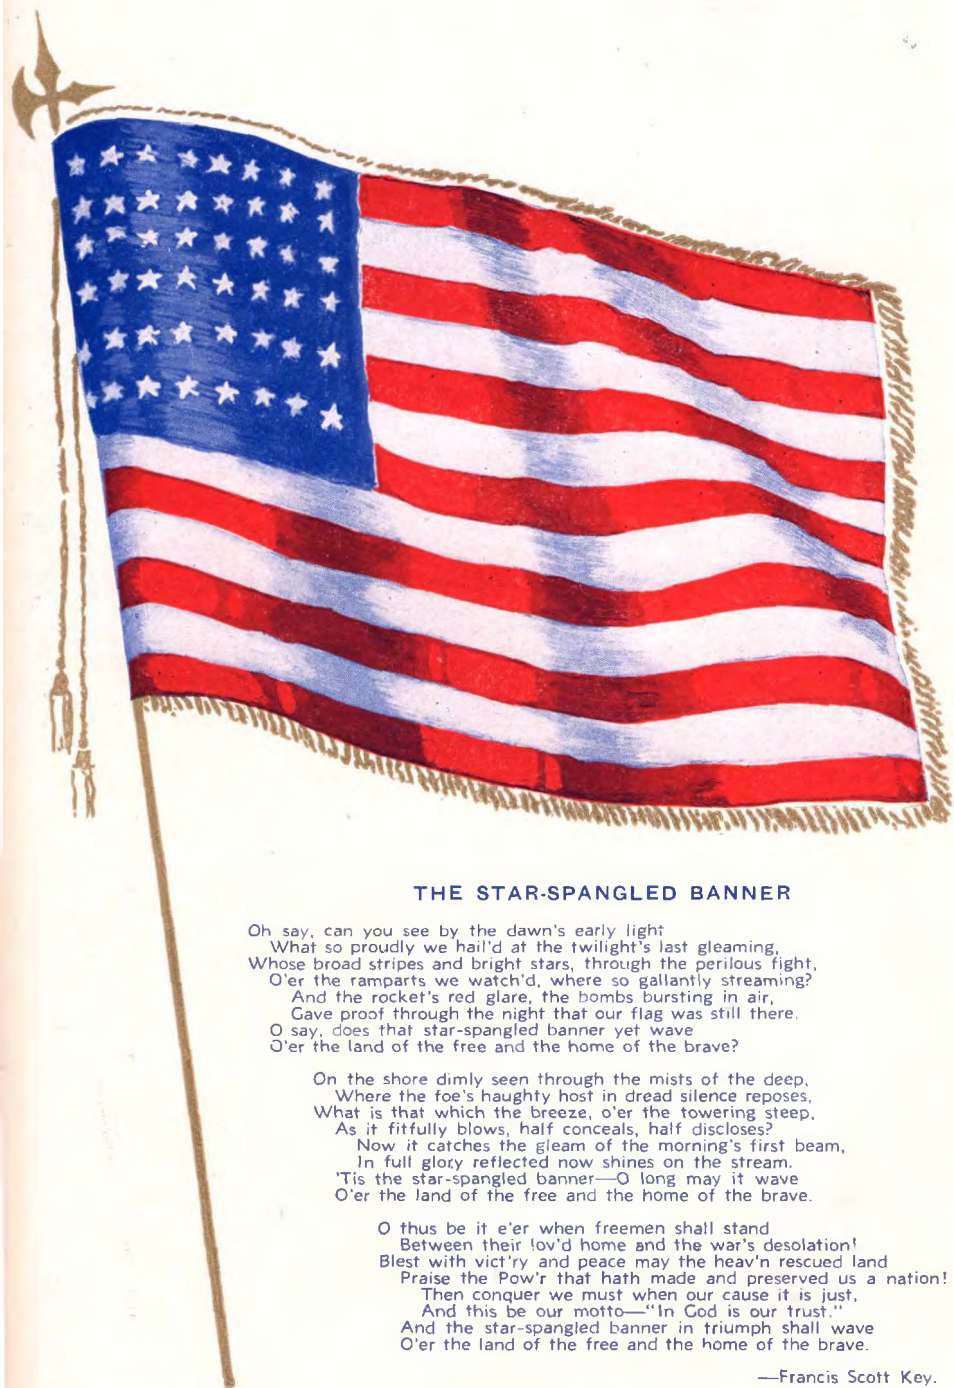 THE STAR-SPANGLED BANNER
Oh say, can you see by the dawn's early light
What so proudly we hail'd at the twilight's last gleaming,
Whose broad stripes and bright stars, through the perilous fight,
O'er the ramparts we watch'd, where so gallantly streaming?
And the rocket's red glare, the bombs bursting in air,
Gave proof through the night that our flag was still there.
O say, does that star-spangled banner yet wave
O'er the land of the free and the home of the brave?
On the shore dimly seen through the mists of the deep,
Where the foe's haughty host in dread silence reposes,
What is that which the breeze, o'er the towering steep,
As it fitfully blows, half conceals, half discloses?
Now it catches the gleam of the morning's first beam,
In full glory reflected now shines on the stream.
'Tis the star-spangled banner—O long may it wave
O'er the land of the free and the home of the brave.
O thus be it e'er when freemen shall stand
Between their lov'd home and the war's desolation!
Blest with vict'ry and peace may the heav'n rescued land
Praise the Pow'r that hath made and preserved us a nation!
Then conquer we must when our cause it is just,
And this be our motto—"In God is our trust."
And the star-spangled banner in triumph shall wave
O'er the land of the free and the home of the brave.
—Francis Scott Key.